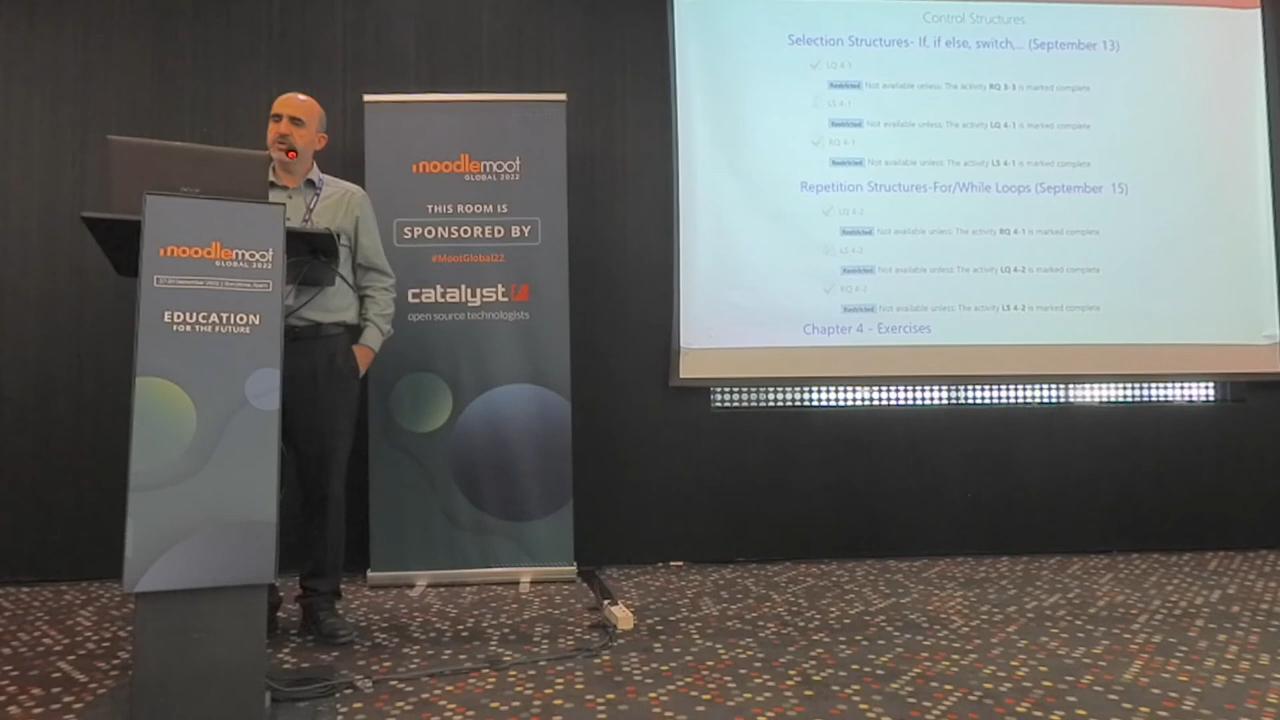 moodlemoot
GLOBAL 2022
EDUCATION
FOR THE FUTURE
moodlemoot
GLOBAL 2022
THIS ROOM IS
SPONSORED BY
#MootGlobal22
catalyst
open source technologists
Control Structures
Selection Structures- If, if else, switch,... (September 13)
LQ 4-1
Restricted Not available unless: The activity RQ 3-3 is marked complete
LS 4-1
Restricted Not available unless: The activity LQ 4-1 is marked complete
RQ 4-1
Restricted Not available unless: The activity LS 4-1 is marked complete
Repetition Structures-For/While Loops (September 15)
LQ 4-2
Restricted Not available unless: The activity RQ 4-1 is marked complete
LS 4-2
Restricted Not available unless: The activity LQ 4-2 is marked complete
RQ 4-2
Restricted Not available unless: The activity LS 4-2 is marked complete
Chapter 4 - Exercises